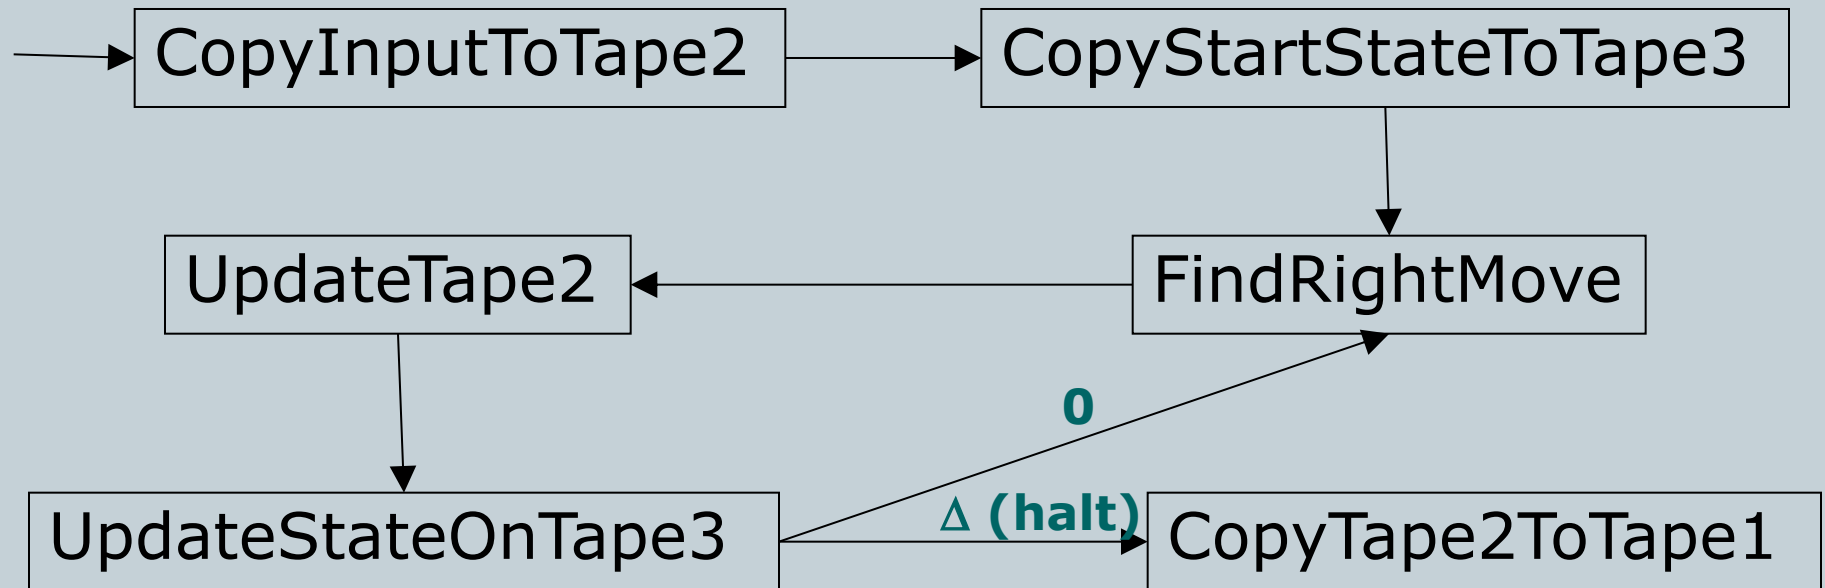 CopyInputToTape2
CopyStartStateToTape3
UpdateTape2
FindRightMove
0
Δ (halt)
UpdateStateOnTape3
CopyTape2ToTape1